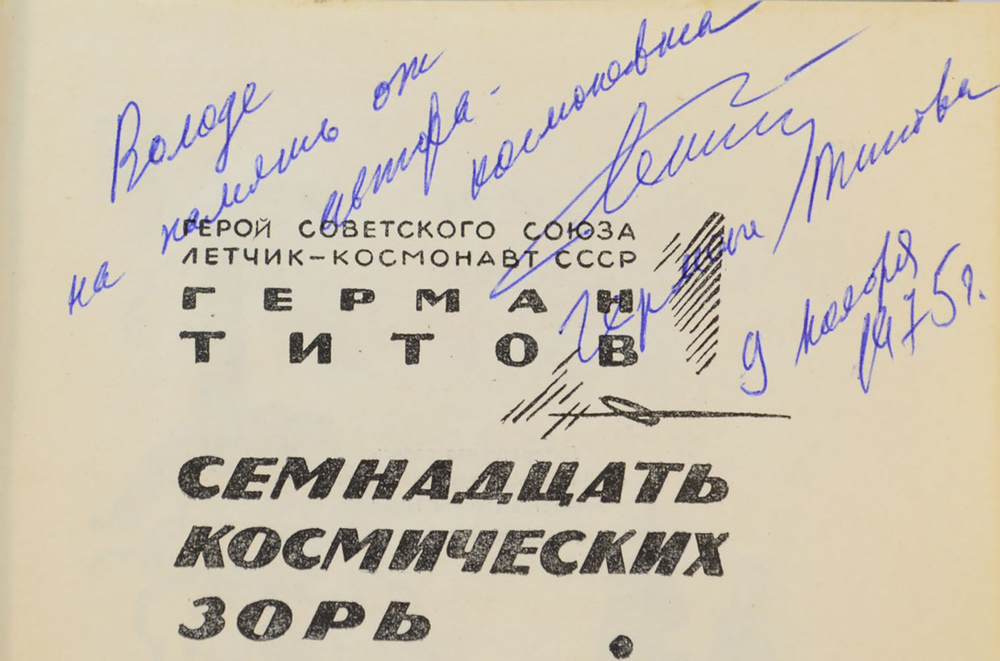 Володе
на память от
автора - космонавта
Герман Титова
9 ноября
1975г.
ГЕРОЙ СОВЕТСКОГО СОЮЗА
ЛЕТЧИК-КОСМОНАВТ СССР
ГЕРМАН
ТИТОВ
СЕМНАДЦАТЬ
КОСМИЧЕСКИХ
ЗОРЬ